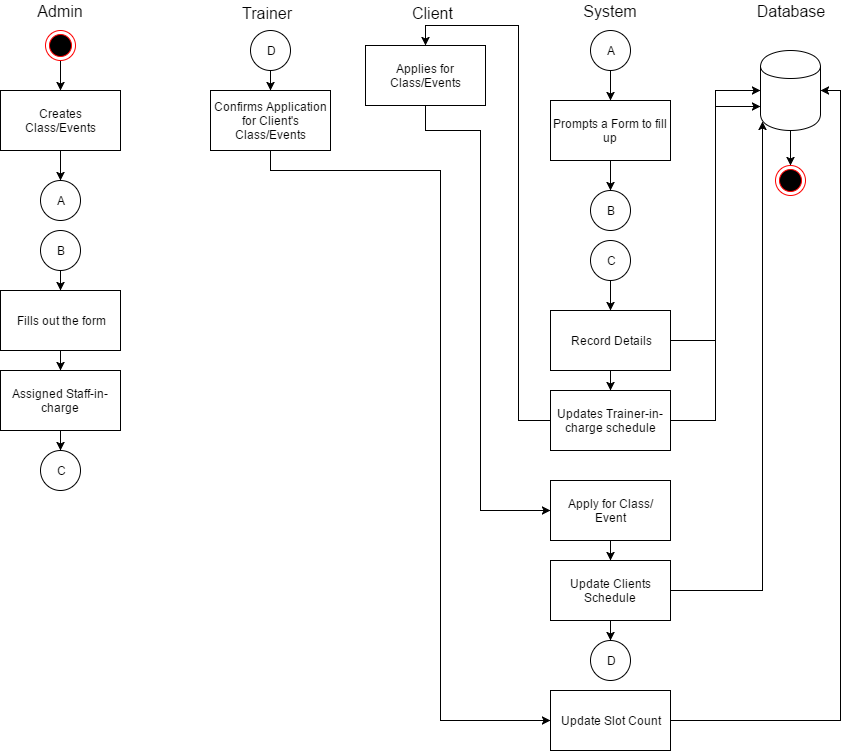 Admin
Trainer
Client
System
Database
Creates
Class/Events
A
B
Fills out the form
Assigned Staff-in-
charge
C
D
Confirms Application
for Client's
Class/Events
Applies for
Class/Events
A
Prompts a Form to fill
up
B
C
Record Details
Updates Trainer-in-
charge schedule
Apply for Class/
Event
Update Clients
Schedule
D
Update Slot Count